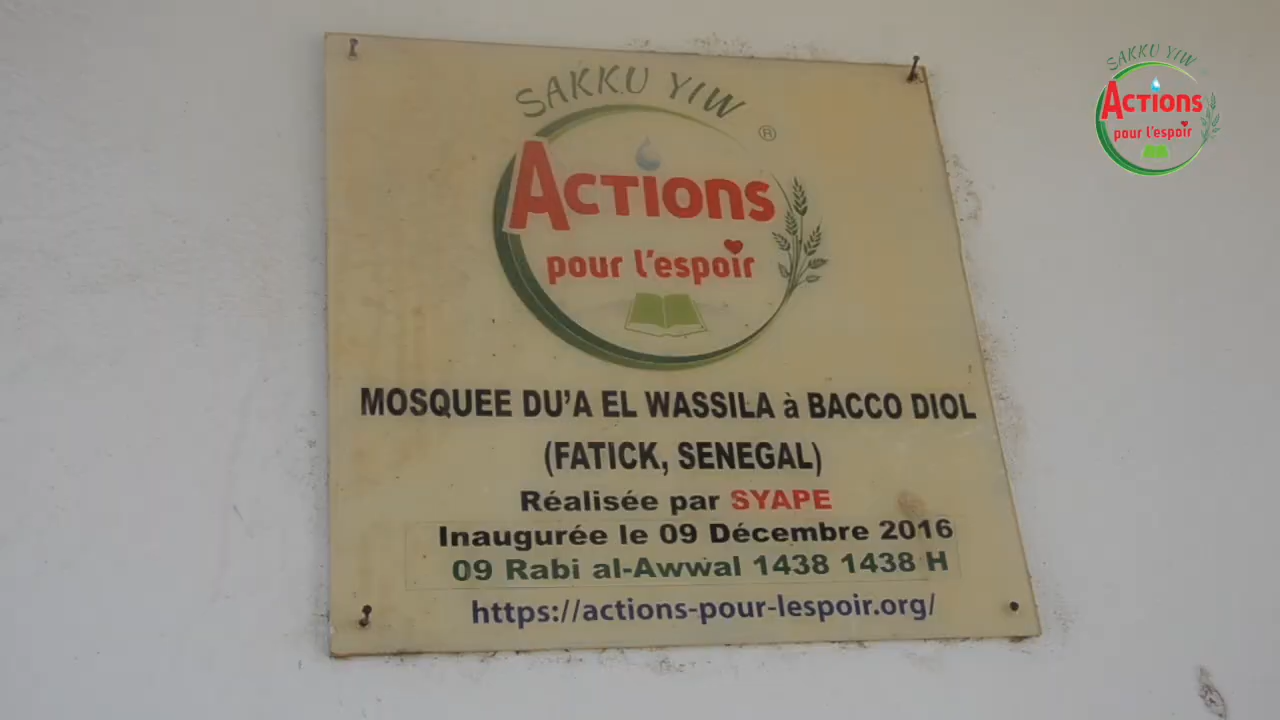 SAKKU YIW
®
ACTIONS
pour l'espoir
MOSQUEE DU'A EL WASSILA à BACCO DIOL
(FATICK, SENEGAL)
Réalisée par SYAPE
Inaugurée le 09 Décembre 2016
09 Rabi al-Awwal 1438 1438 H
https://actions-pour-lespoir.org/
SAKKU YIW
ACTIONS
pour l'espoir